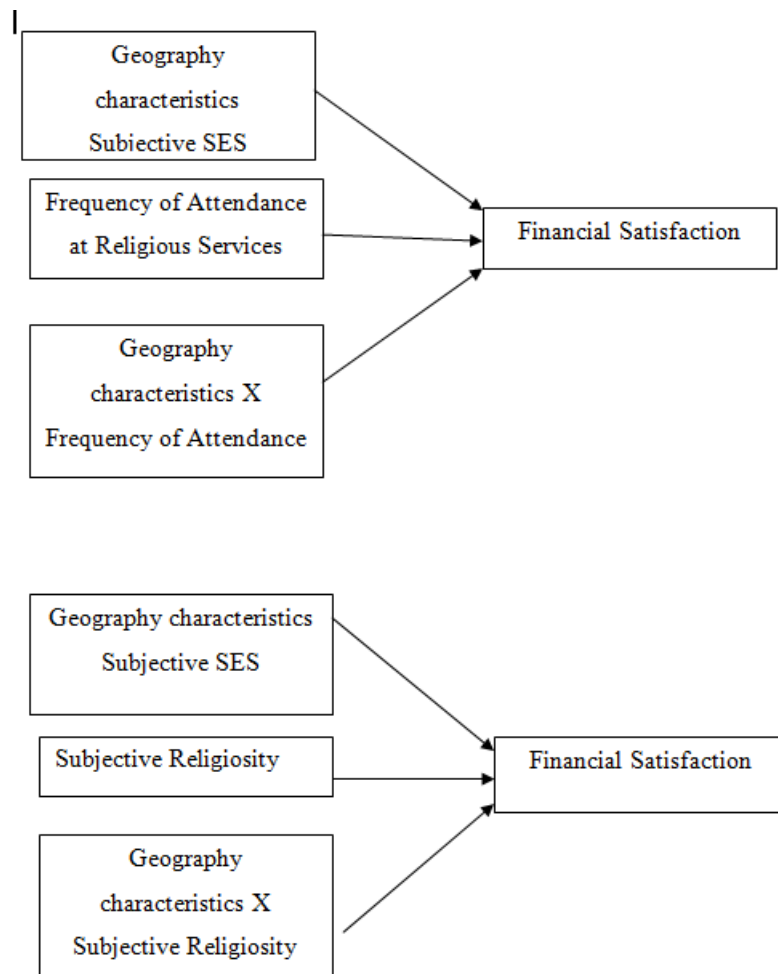 Geography
characteristics
Subjective SES
Frequency of Attendance
at Religious Services
Financial Satisfaction
Geography
characteristics X
Frequency of Attendance
Geography characteristics
Subjective SES
Subjective Religiosity
Financial Satisfaction
Geography
characteristics X
Subjective Religiosity